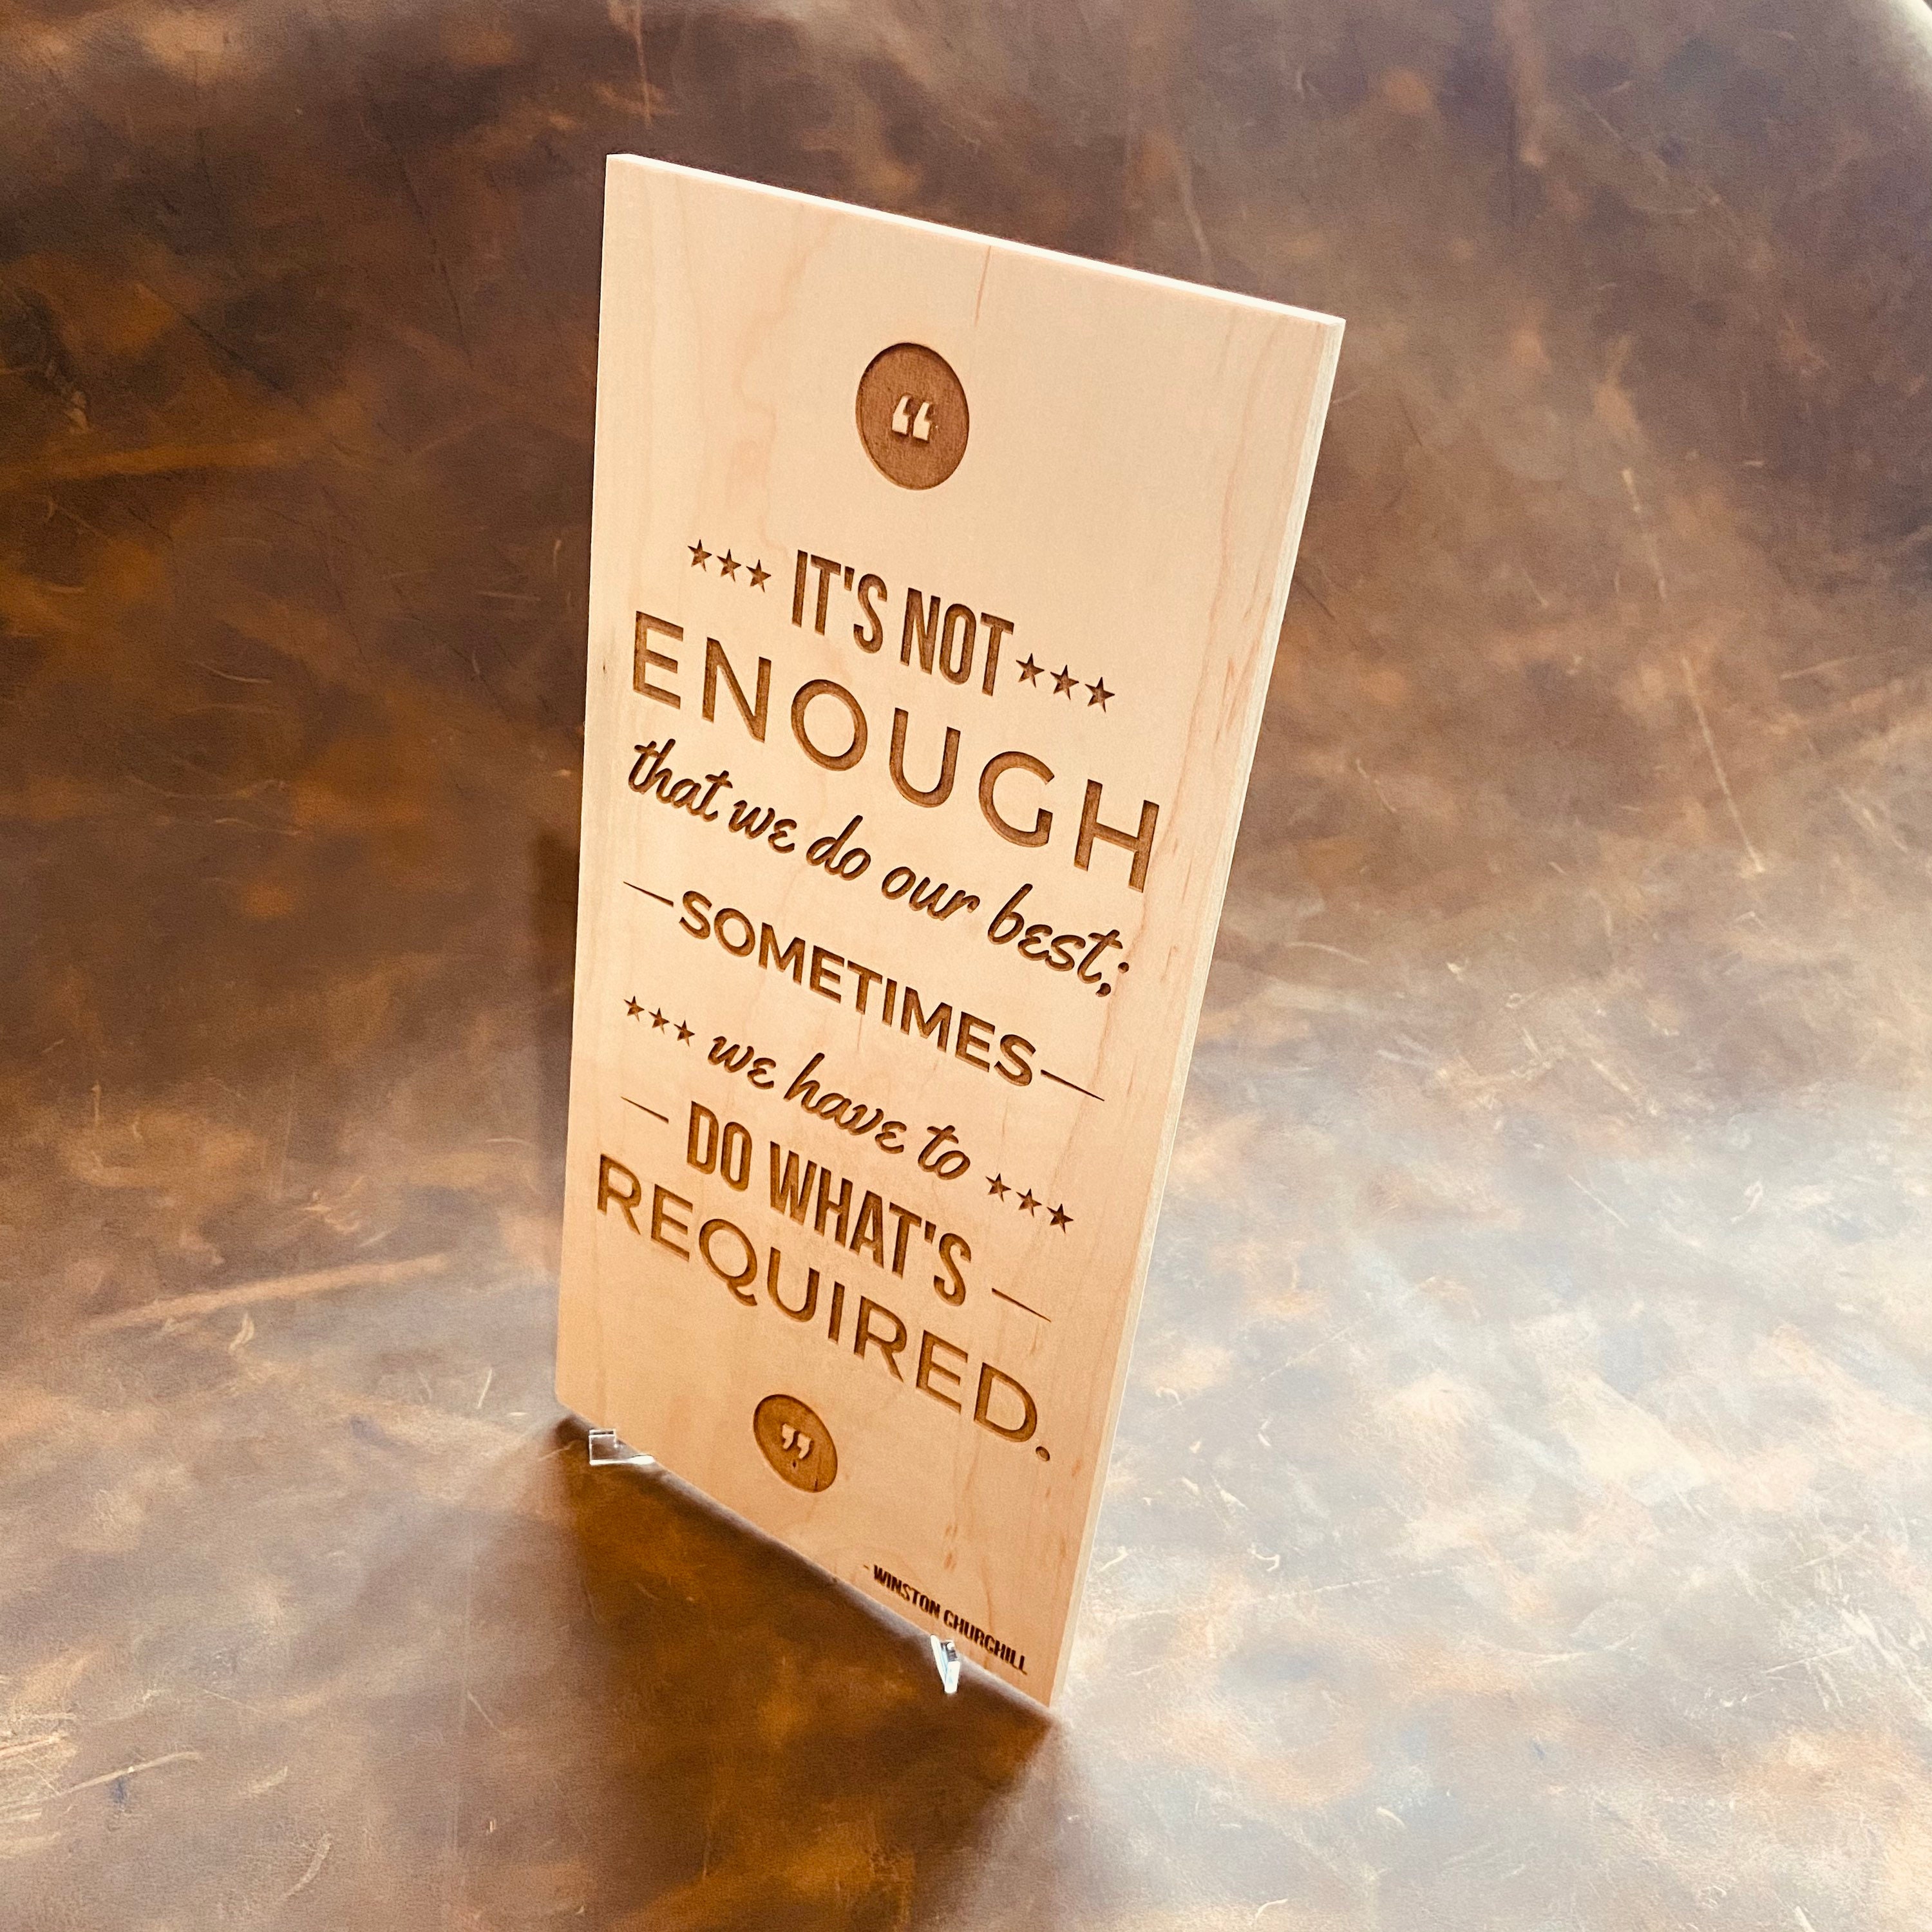 “
★★★ IT'S NOT ★★★
ENOUGH
that we do our best;
— SOMETIMES —
★★★ we have to ★★★
— DO WHAT'S —
REQUIRED.
”
- WINSTON CHURCHILL